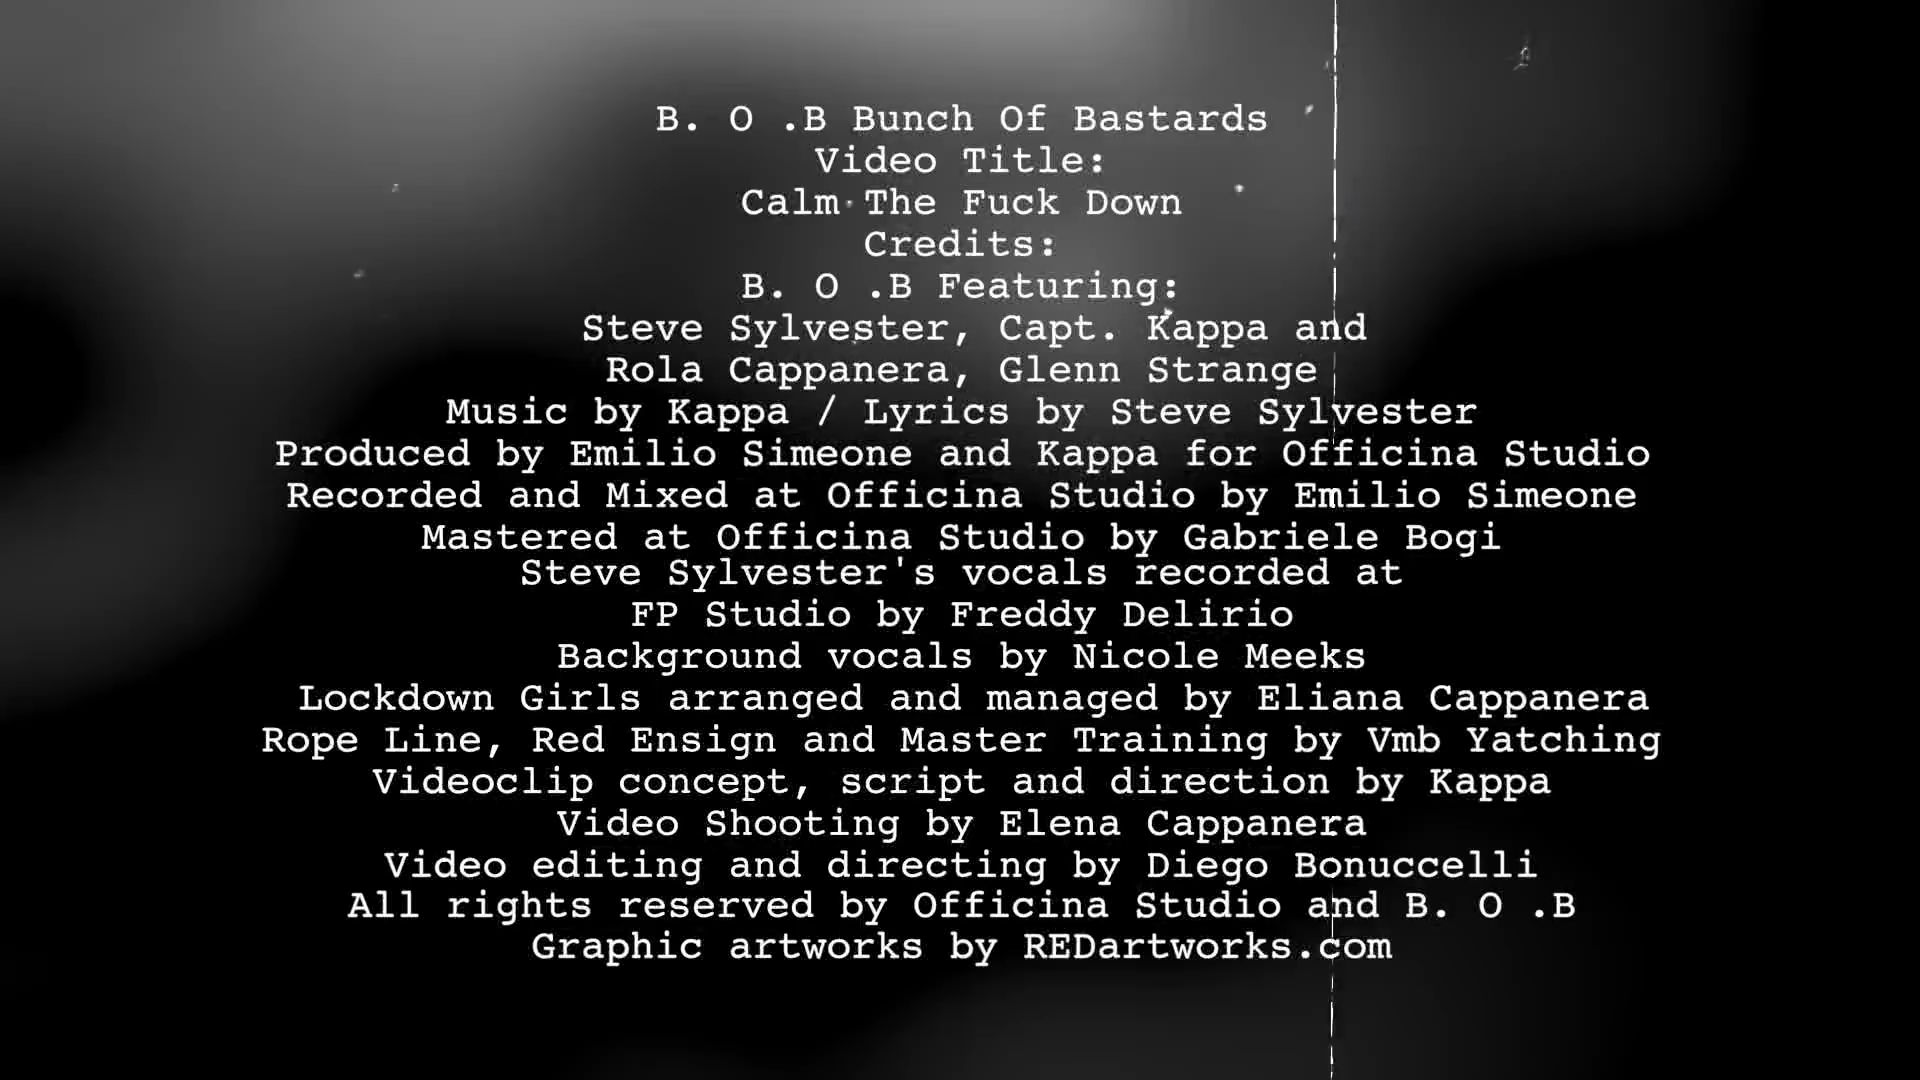 B. O .B Bunch Of Bastards
Video Title:
Calm The Fuck Down
Credits:
B. O .B Featuring:
Steve Sylvester, Capt. Kappa and
Rola Cappanera, Glenn Strange
Music by Kappa / Lyrics by Steve Sylvester
Produced by Emilio Simeone and Kappa for Officina Studio
Recorded and Mixed at Officina Studio by Emilio Simeone
Mastered at Officina Studio by Gabriele Bogi
Steve Sylvester's vocals recorded at
FP Studio by Freddy Delirio
Background vocals by Nicole Meeks
Lockdown Girls arranged and managed by Eliana Cappanera
Rope Line, Red Ensign and Master Training by Vmb Yatching
Videoclip concept, script and direction by Kappa
Video Shooting by Elena Cappanera
Video editing and directing by Diego Bonuccelli
All rights reserved by Officina Studio and B. O .B
Graphic artworks by REDartworks.com